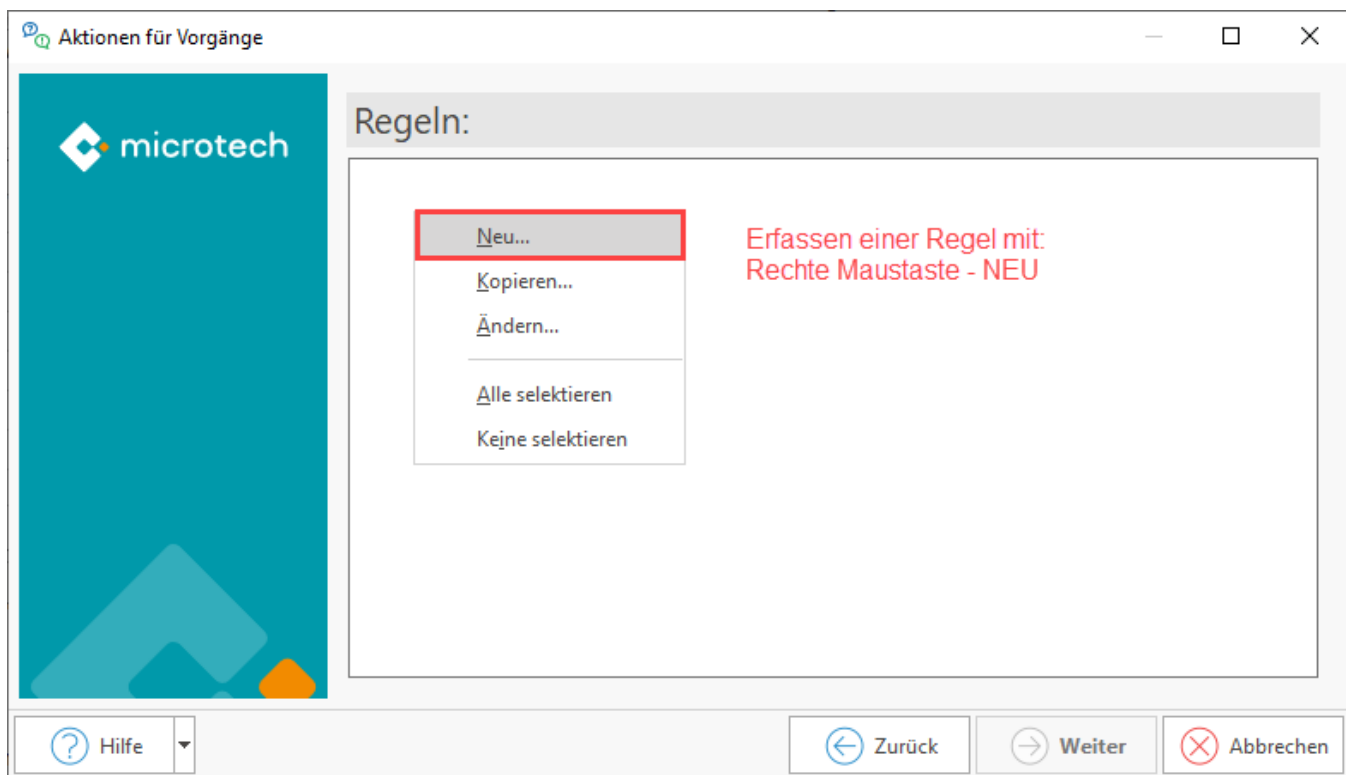 Aktionen für Vorgänge
microtech
Regeln:
Neu...
Kopieren...
Ändern...
Alle selektieren
Keine selektieren
Erfassen einer Regel mit:
Rechte Maustaste - NEU
Hilfe
Zurück
Weiter
Abbrechen